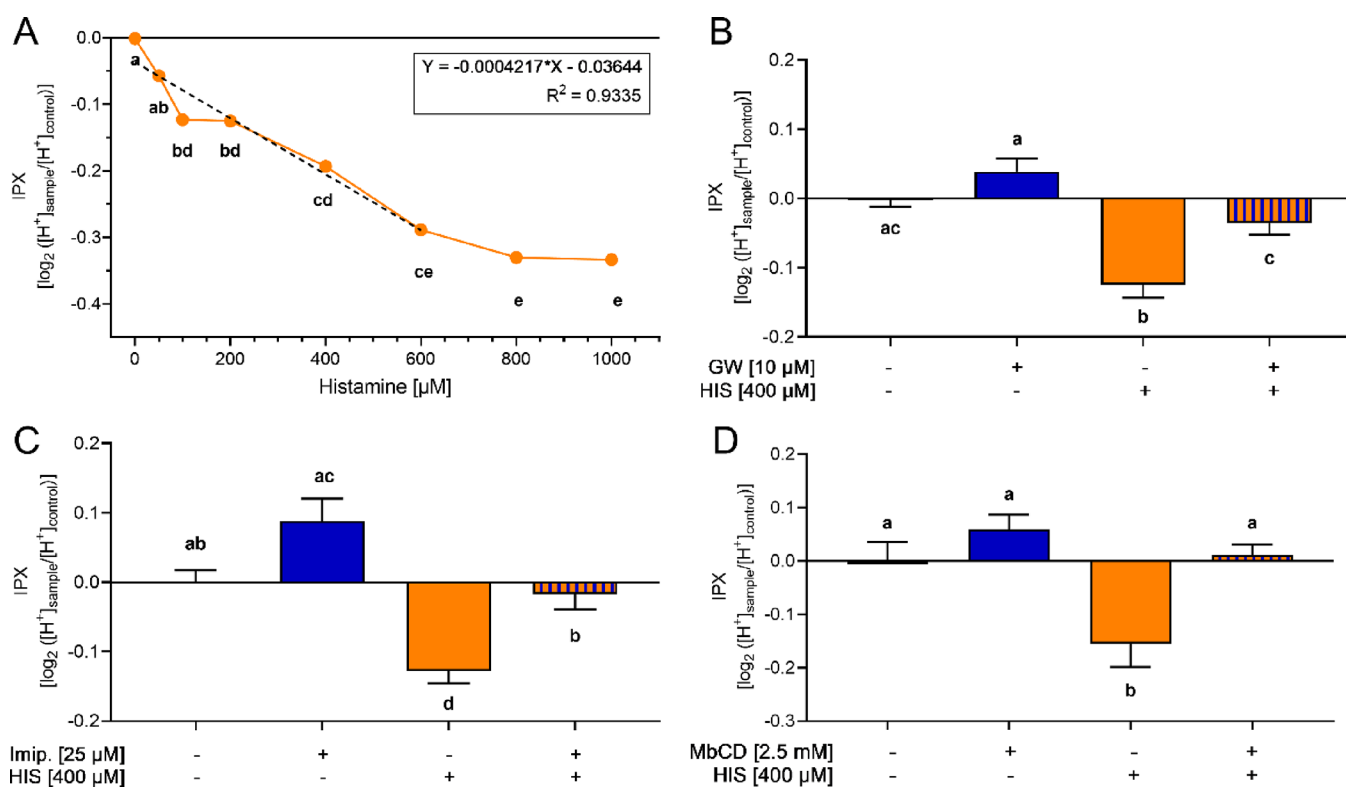 A
IPX
[log₂ ([H⁺]sample/[H⁺]control)]
0.0
-0.1
-0.2
-0.3
-0.4
Y = -0.0004217*X - 0.03644
R² = 0.9335
a
ab
bd
bd
cd
ce
e
e
0 200 400 600 800 1000
Histamine [µM]
B
IPX
[log₂ ([H⁺]sample/[H⁺]control)]
0.2
0.1
0.0
-0.1
-0.2
ac
a
b
c
GW [10 µM] - + - +
HIS [400 µM] - - + +
C
IPX
[log₂ ([H⁺]sample/[H⁺]control)]
0.2
0.1
0.0
-0.1
-0.2
ab
ac
d
b
Imip. [25 µM] - + - +
HIS [400 µM] - - + +
D
IPX
[log₂ ([H⁺]sample/[H⁺]control)]
0.2
0.1
0.0
-0.1
-0.2
-0.3
a
a
b
a
MbCD [2.5 mM] - + - +
HIS [400 µM] - - + +